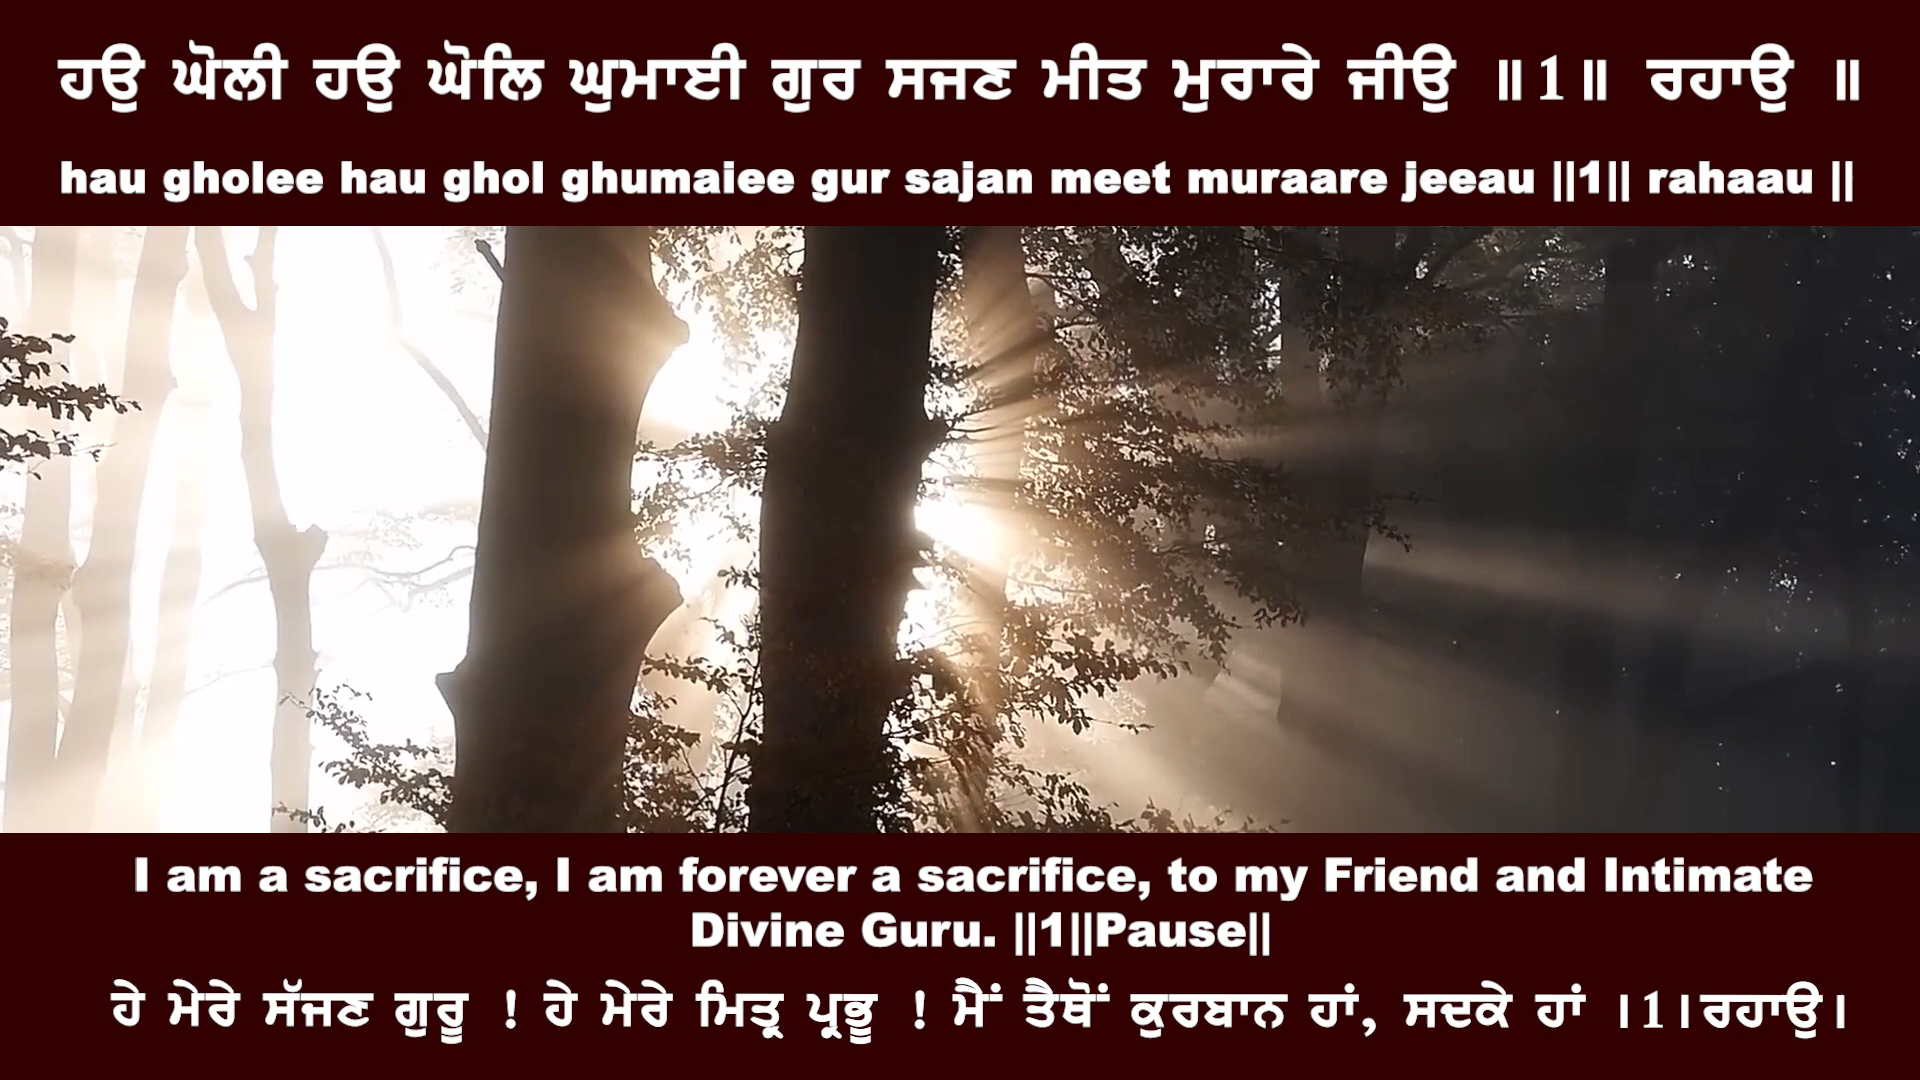 ਹਉ ਘੋਲੀ ਹਉ ਘੋਲਿ ਘੁਮਾਈ ਗੁਰ ਸਜਣ ਮੀਤ ਮੁਰਾਰੇ ਜੀਉ ॥1॥ ਰਹਾਉ ॥
hau gholee hau ghol ghumaiee gur sajan meet muraare jeeau ||1|| rahaau ||
I am a sacrifice, I am forever a sacrifice, to my Friend and Intimate
Divine Guru. ||1||Pause||
ਹੇ ਮੇਰੇ ਸੱਜਣ ਗੁਰੂ ! ਹੇ ਮੇਰੇ ਮਿਤ੍ਰ ਪ੍ਰਭੂ ! ਮੈਂ ਤੈਥੋਂ ਕੁਰਬਾਨ ਹਾਂ, ਸਦਕੇ ਹਾਂ ।1।ਰਹਾਉ।